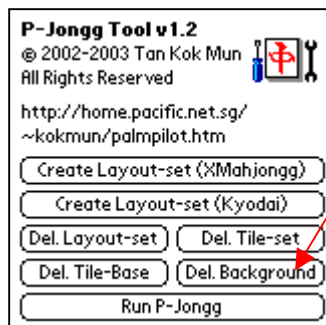 P-Jongg Tool v1.2
© 2002-2003 Tan Kok Mun
All Rights Reserved
http://home.pacific.net.sg/
~kokmun/palmpilot.htm
Create Layout-set (XMahjongg)
Create Layout-set (Kyodai)
Del. Layout-set Del. Tile-set
Del. Tile-Base Del. Background
Run P-Jongg